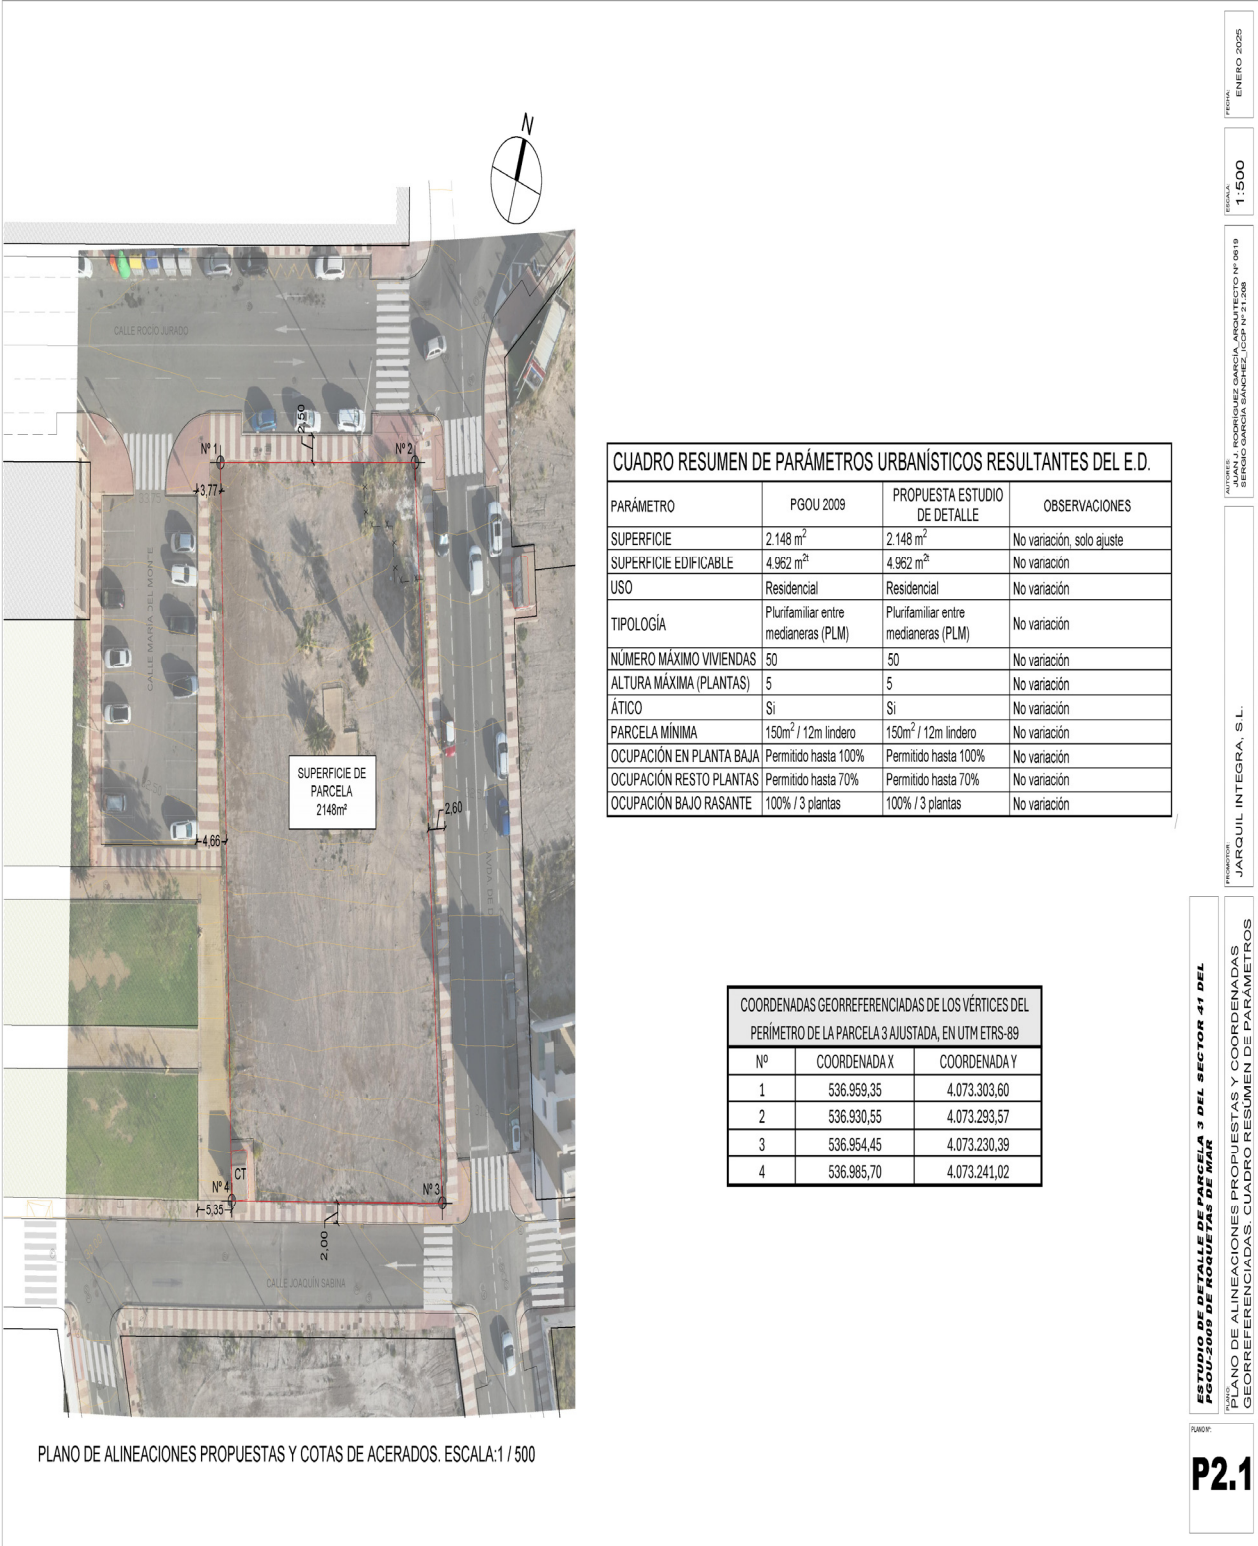 N
CALLE ROCÍO JURADO
2,50
Nº 1
Nº 2
3,77
CALLE MARÍA DEL MONTE
SUPERFICIE DE
PARCELA
2148m²
2,60
4,66
AVDA DE
CT
Nº 4
Nº 3
5,35
2,00
CALLE JOAQUÍN SABINA
PLANO DE ALINEACIONES PROPUESTAS Y COTAS DE ACERADOS. ESCALA:1 / 500
CUADRO RESUMEN DE PARÁMETROS URBANÍSTICOS RESULTANTES DEL E.D.
PARÁMETRO PGOU 2009 PROPUESTA ESTUDIO DE DETALLE OBSERVACIONES
SUPERFICIE 2.148 m² 2.148 m² No variación, solo ajuste
SUPERFICIE EDIFICABLE 4.962 m²ᵗ 4.962 m²ᵗ No variación
USO Residencial Residencial No variación
TIPOLOGÍA Plurifamiliar entre medianeras (PLM) Plurifamiliar entre medianeras (PLM) No variación
NÚMERO MÁXIMO VIVIENDAS 50 50 No variación
ALTURA MÁXIMA (PLANTAS) 5 5 No variación
ÁTICO Si Si No variación
PARCELA MÍNIMA 150m² / 12m lindero 150m² / 12m lindero No variación
OCUPACIÓN EN PLANTA BAJA Permitido hasta 100% Permitido hasta 100% No variación
OCUPACIÓN RESTO PLANTAS Permitido hasta 70% Permitido hasta 70% No variación
OCUPACIÓN BAJO RASANTE 100% / 3 plantas 100% / 3 plantas No variación
COORDENADAS GEORREFERENCIADAS DE LOS VÉRTICES DEL
PERÍMETRO DE LA PARCELA 3 AJUSTADA, EN UTM ETRS-89
Nº COORDENADA X COORDENADA Y
1 536.959,35 4.073.303,60
2 536.930,55 4.073.293,57
3 536.954,45 4.073.230,39
4 536.985,70 4.073.241,02
FECHA:
ENERO 2025
ESCALA:
1:500
AUTORES:
JUAN J. RODRÍGUEZ GARCÍA_ARQUITECTO Nº 0619
SERGIO GARCÍA SÁNCHEZ_ICCP Nº 21.208
PROMOTOR:
JARQUIL INTEGRA, S.L.
ESTUDIO DE DETALLE DE PARCELA 3 DEL SECTOR 41 DEL
PGOU-2009 DE ROQUETAS DE MAR
PLANO:
PLANO DE ALINEACIONES PROPUESTAS Y COORDENADAS
GEORREFERENCIADAS. CUADRO RESÚMEN DE PARÁMETROS
PLANO Nº:
P2.1